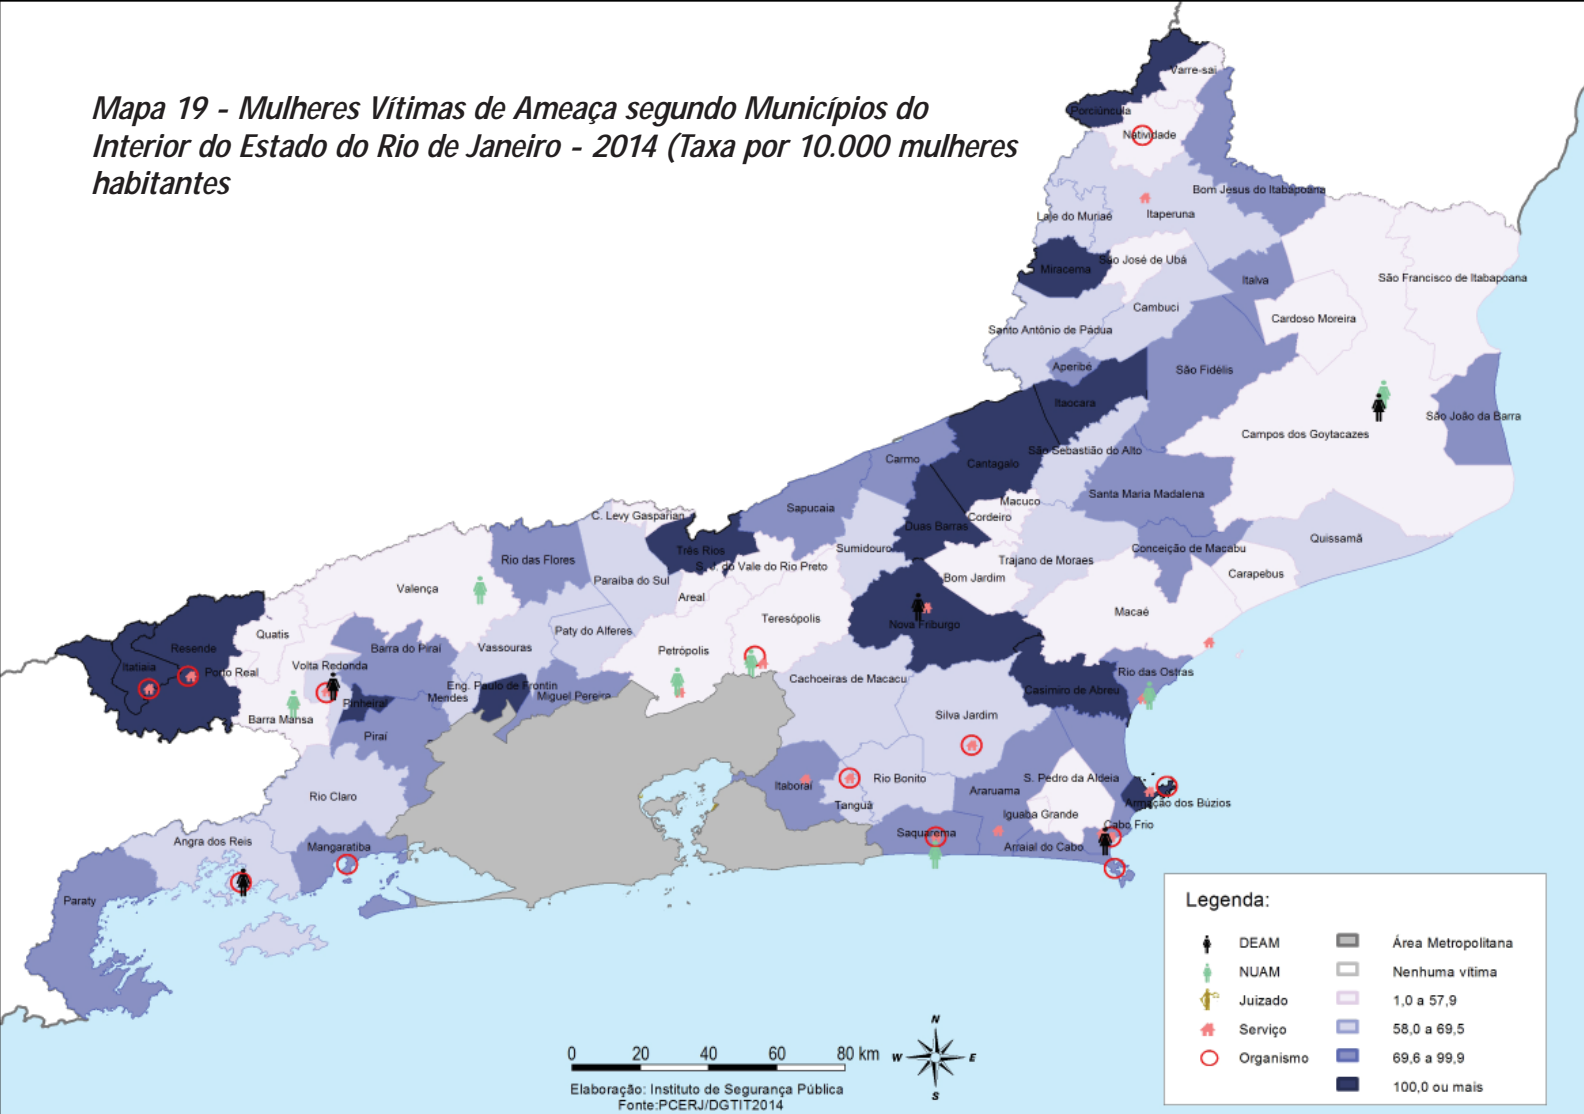 Mapa 19 - Mulheres Vítimas de Ameaça segundo Municípios do
Interior do Estado do Rio de Janeiro - 2014 (Taxa por 10.000 mulheres
habitantes
Varre-sai
Porciúncula
Natividade
Bom Jesus do Itabapoana
Laje do Muriaé
Itaperuna
São José de Ubá
Miracema
Italva
São Francisco de Itabapoana
Cambuci
Cardoso Moreira
Santo Antônio de Pádua
Aperibé
São Fidélis
Itaocara
São João da Barra
Campos dos Goytacazes
São Sebastião do Alto
Carmo
Cantagalo
Santa Maria Madalena
Macuco
Sapucaia
C. Levy Gasparian
Cordeiro
Duas Barras
Quissamã
Três Rios
Sumidouro
Conceição de Macabu
Rio das Flores
Trajano de Moraes
S. J. do Vale do Rio Preto
Carapebus
Paraíba do Sul
Bom Jardim
Valença
Areal
Macaé
Teresópolis
Nova Friburgo
Paty do Alferes
Quatis
Resende
Barra do Piraí
Vassouras
Petrópolis
Itatiaia
Volta Redonda
Porto Real
Rio das Ostras
Cachoeiras de Macacu
Eng. Paulo de Frontin
Casimiro de Abreu
Mendes
Miguel Pereira
Pinheiral
Silva Jardim
Barra Mansa
Piraí
S. Pedro da Aldeia
Rio Bonito
Itaboraí
Araruama
Rio Claro
Tanguá
Armação dos Búzios
Iguaba Grande
Cabo Frio
Saquarema
Angra dos Reis
Mangaratiba
Arraial do Cabo
Paraty
Legenda:
DEAM
Área Metropolitana
NUAM
Nenhuma vítima
Juizado
1,0 a 57,9
Serviço
58,0 a 69,5
Organismo
69,6 a 99,9
100,0 ou mais
N
W
E
S
0 20 40 60 80 km
Elaboração: Instituto de Segurança Pública
Fonte:PCERJ/DGTIT2014